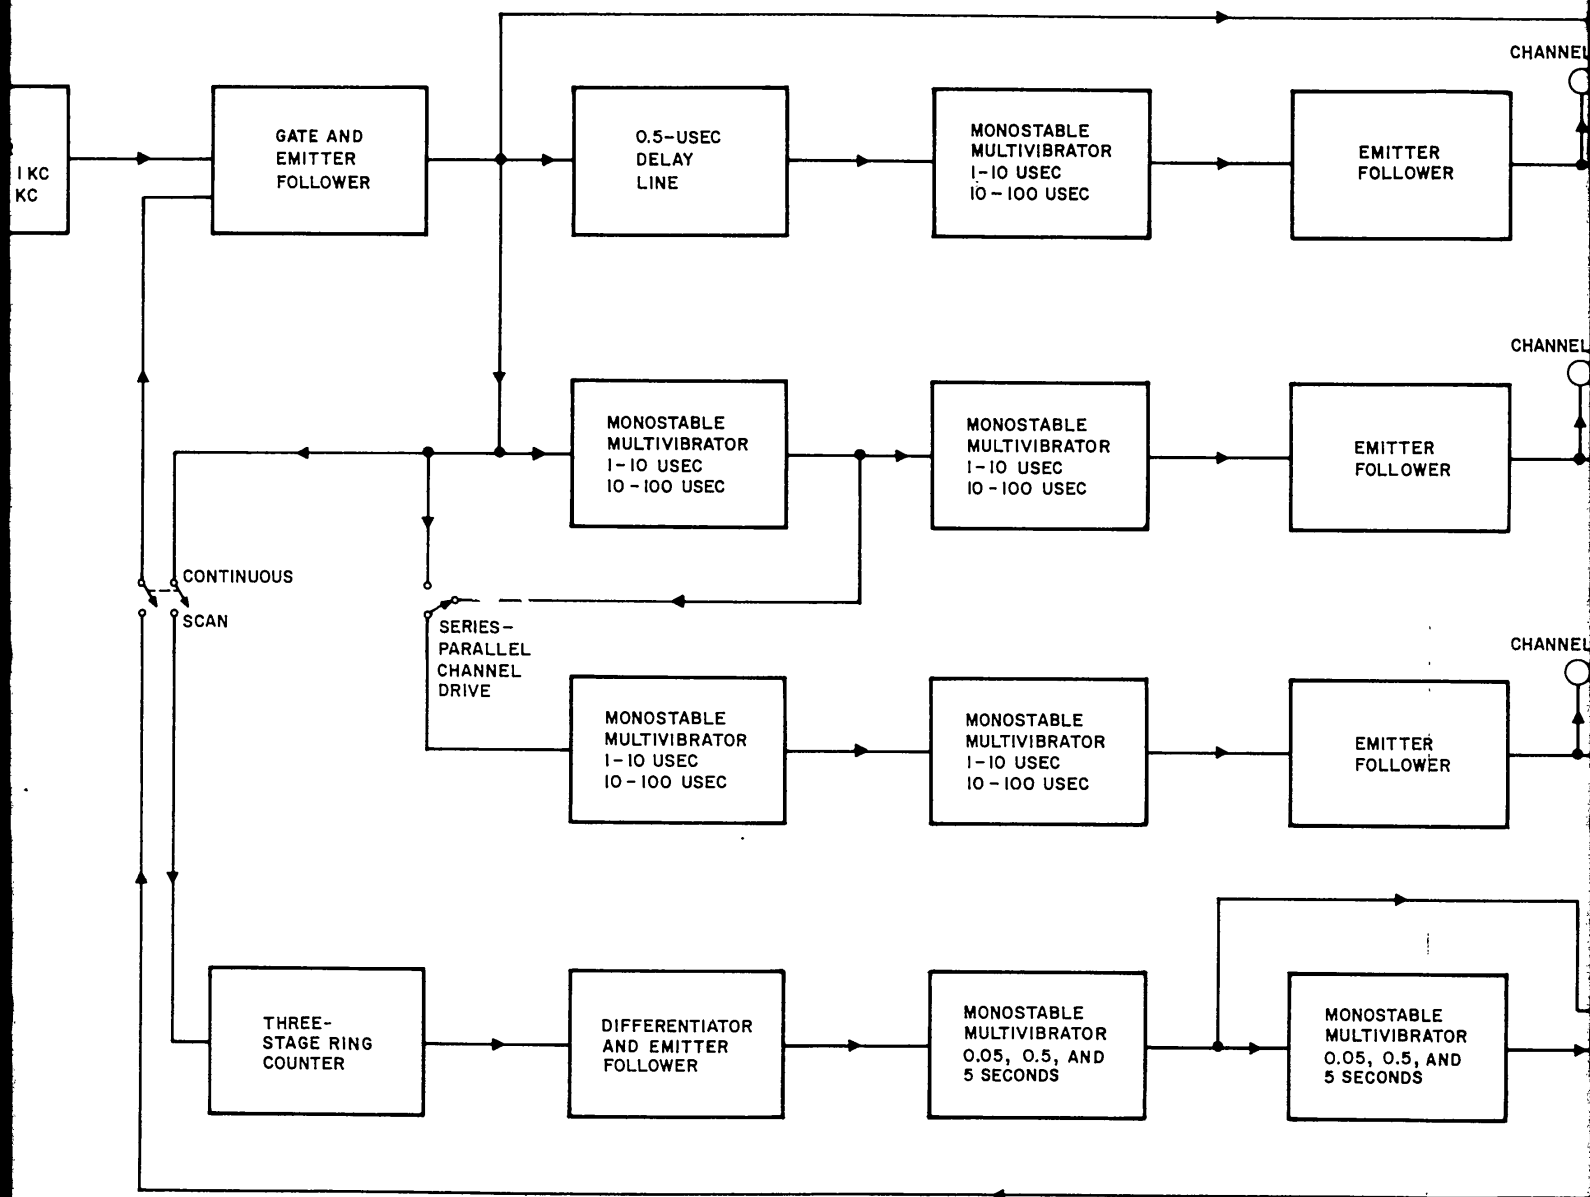 CHANNEL
1 KC
KC
GATE AND
EMITTER
FOLLOWER
0.5-USEC
DELAY
LINE
MONOSTABLE
MULTIVIBRATOR
1-10 USEC
10-100 USEC
EMITTER
FOLLOWER
CHANNEL
MONOSTABLE
MULTIVIBRATOR
1-10 USEC
10-100 USEC
MONOSTABLE
MULTIVIBRATOR
1-10 USEC
10-100 USEC
EMITTER
FOLLOWER
CONTINUOUS
SCAN
SERIES-
PARALLEL
CHANNEL
DRIVE
CHANNEL
MONOSTABLE
MULTIVIBRATOR
1-10 USEC
10-100 USEC
MONOSTABLE
MULTIVIBRATOR
1-10 USEC
10-100 USEC
EMITTER
FOLLOWER
THREE-
STAGE RING
COUNTER
DIFFERENTIATOR
AND EMITTER
FOLLOWER
MONOSTABLE
MULTIVIBRATOR
0.05, 0.5, AND
5 SECONDS
MONOSTABLE
MULTIVIBRATOR
0.05, 0.5, AND
5 SECONDS